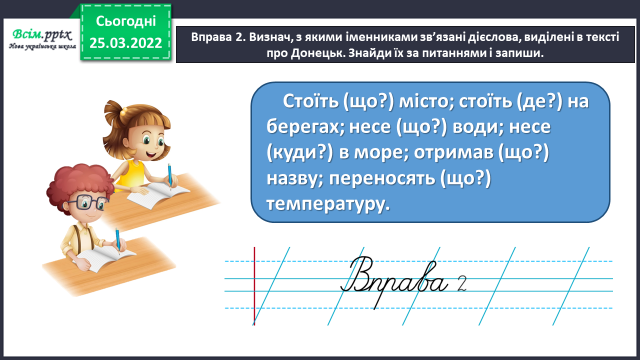 Всім.pptx
Нова українська школа
Сьогодні
25.03.2022
Вправа 2. Визнач, з якими іменниками зв’язані дієслова, виділені в тексті
про Донецьк. Знайди їх за питаннями і запиши.
Стоїть (що?) місто; стоїть (де?) на
берегах; несе (що?) води; несе
(куди?) в море; отримав (що?)
назву; переносять (що?)
температуру.
Вправа 2